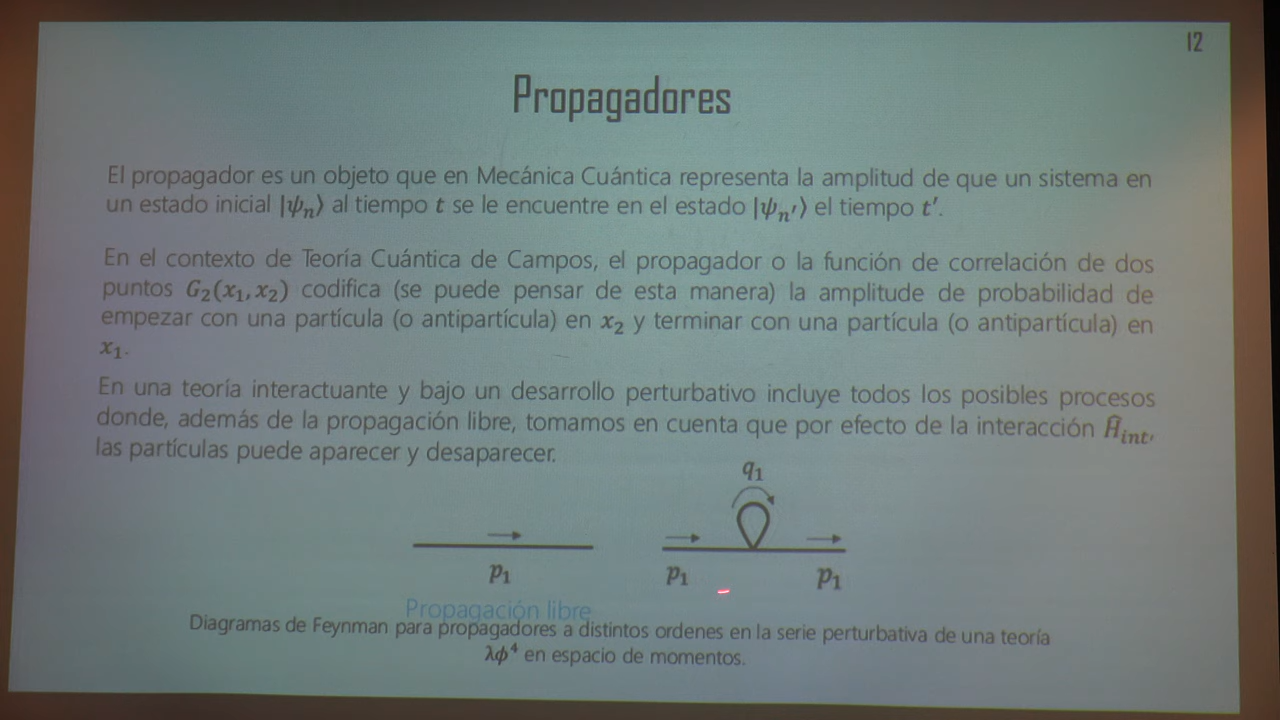 12
Propagadores
El propagador es un objeto que en Mecánica Cuántica representa la amplitud de que un sistema en
un estado inicial |ψₙ⟩ al tiempo t se le encuentre en el estado |ψₙ′⟩ el tiempo t′.
En el contexto de Teoría Cuántica de Campos, el propagador o la función de correlación de dos
puntos G₂(x₁, x₂) codifica (se puede pensar de esta manera) la amplitude de probabilidad de
empezar con una partícula (o antipartícula) en x₂ y terminar con una partícula (o antipartícula) en
x₁.
En una teoría interactuante y bajo un desarrollo perturbativo incluye todos los posibles procesos
donde, además de la propagación libre, tomamos en cuenta que por efecto de la interacción Ĥint,
las partículas puede aparecer y desaparecer.
q₁
p₁ p₁ p₁
Propagación libre
Diagramas de Feynman para propagadores a distintos ordenes en la serie perturbativa de una teoría
λϕ⁴ en espacio de momentos.